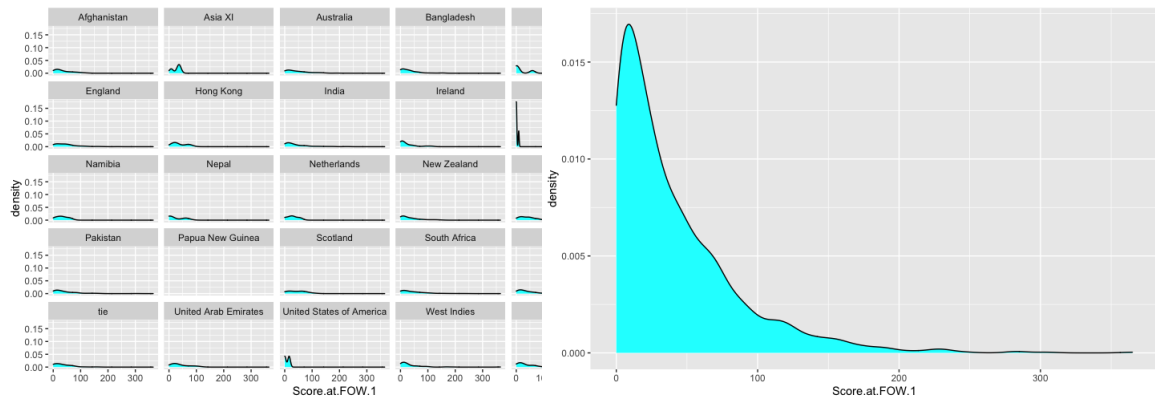 Afghanistan Asia XI Australia Bangladesh
0.15
0.10
0.05
0.00
England Hong Kong India Ireland
0.15
0.10
0.05
0.00
Namibia Nepal Netherlands New Zealand
0.15
0.10
0.05
0.00
Pakistan Papua New Guinea Scotland South Africa
0.15
0.10
0.05
0.00
tie United Arab Emirates United States of America West Indies
0.15
0.10
0.05
0.00
0 100 200 300 0 100 200 300 0 100 200 300 0 100 200 300 0 10
Score.at.FOW.1
density
0.015
0.010
0.005
0.000
0 100 200 300
Score.at.FOW.1
density